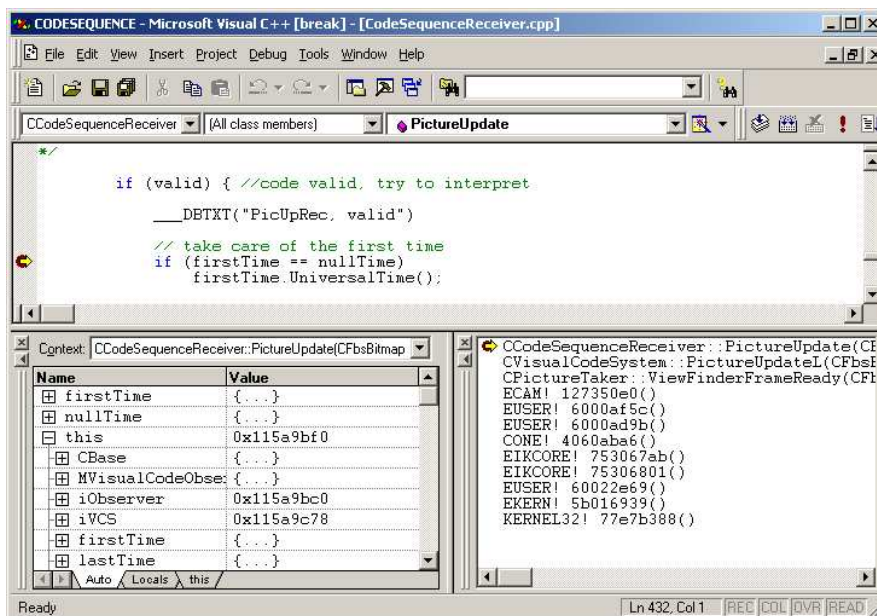 CODESEQUENCE - Microsoft Visual C++ [break] - [CodeSequenceReceiver.cpp]
File Edit View Insert Project Debug Tools Window Help
CCodeSequenceReceiver [All class members] PictureUpdate
*/
if (valid) { //code valid, try to interpret
___DBTXT("PicUpRec, valid")
// take care of the first time
if (firstTime == nullTime)
firstTime.UniversalTime();
Context: CCodeSequenceReceiver::PictureUpdate(CFbsBitmap
Name Value
firstTime {...}
nullTime {...}
this 0x115a9bf0
CBase {...}
MVisualCodeObse: {...}
iObserver 0x115a9bc0
iVCS 0x115a9c78
firstTime {...}
lastTime {...}
Auto Locals this
CCodeSequenceReceiver::PictureUpdate(CF
CVisualCodeSystem::PictureUpdateL(CFbsB
CPictureTaker::ViewFinderFrameReady(CFb
ECAM! 127350e0()
EUSER! 6000af5c()
EUSER! 6000ad9b()
CONE! 4060aba6()
EIKCORE! 753067ab()
EIKCORE! 75306801()
EUSER! 60022e69()
EKERN! 5b016939()
KERNEL32! 77e7b388()
Ready Ln 432, Col 1 REC COL OVR READ